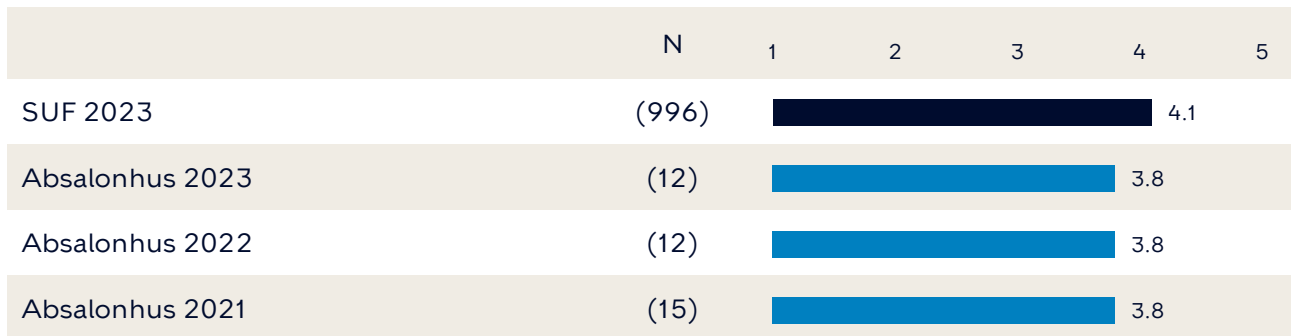 N 1 2 3 4 5
SUF 2023 (996) 4.1
Absalonhus 2023 (12) 3.8
Absalonhus 2022 (12) 3.8
Absalonhus 2021 (15) 3.8